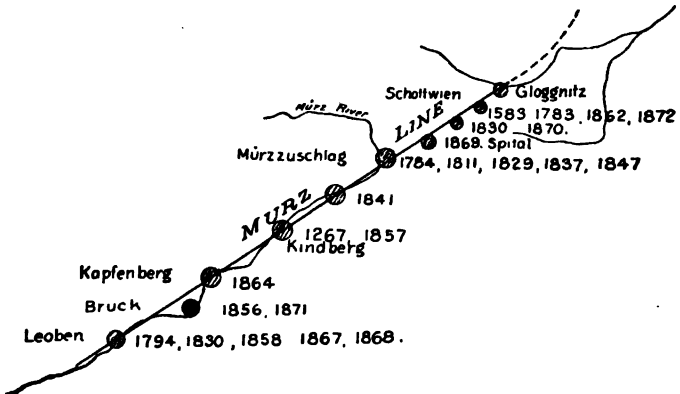 Schottwien
Gloggnitz
1583 1783, 1862, 1872
1830 1870.
1869. Spital
Mürz River
LINE
Mürzzuschlag
1784, 1811, 1829, 1837, 1847
1841
MURZ
1267, 1857
Kindberg
Kapfenberg
1864
Bruck
1856, 1871
Leoben
1794, 1830, 1858 1867, 1868.